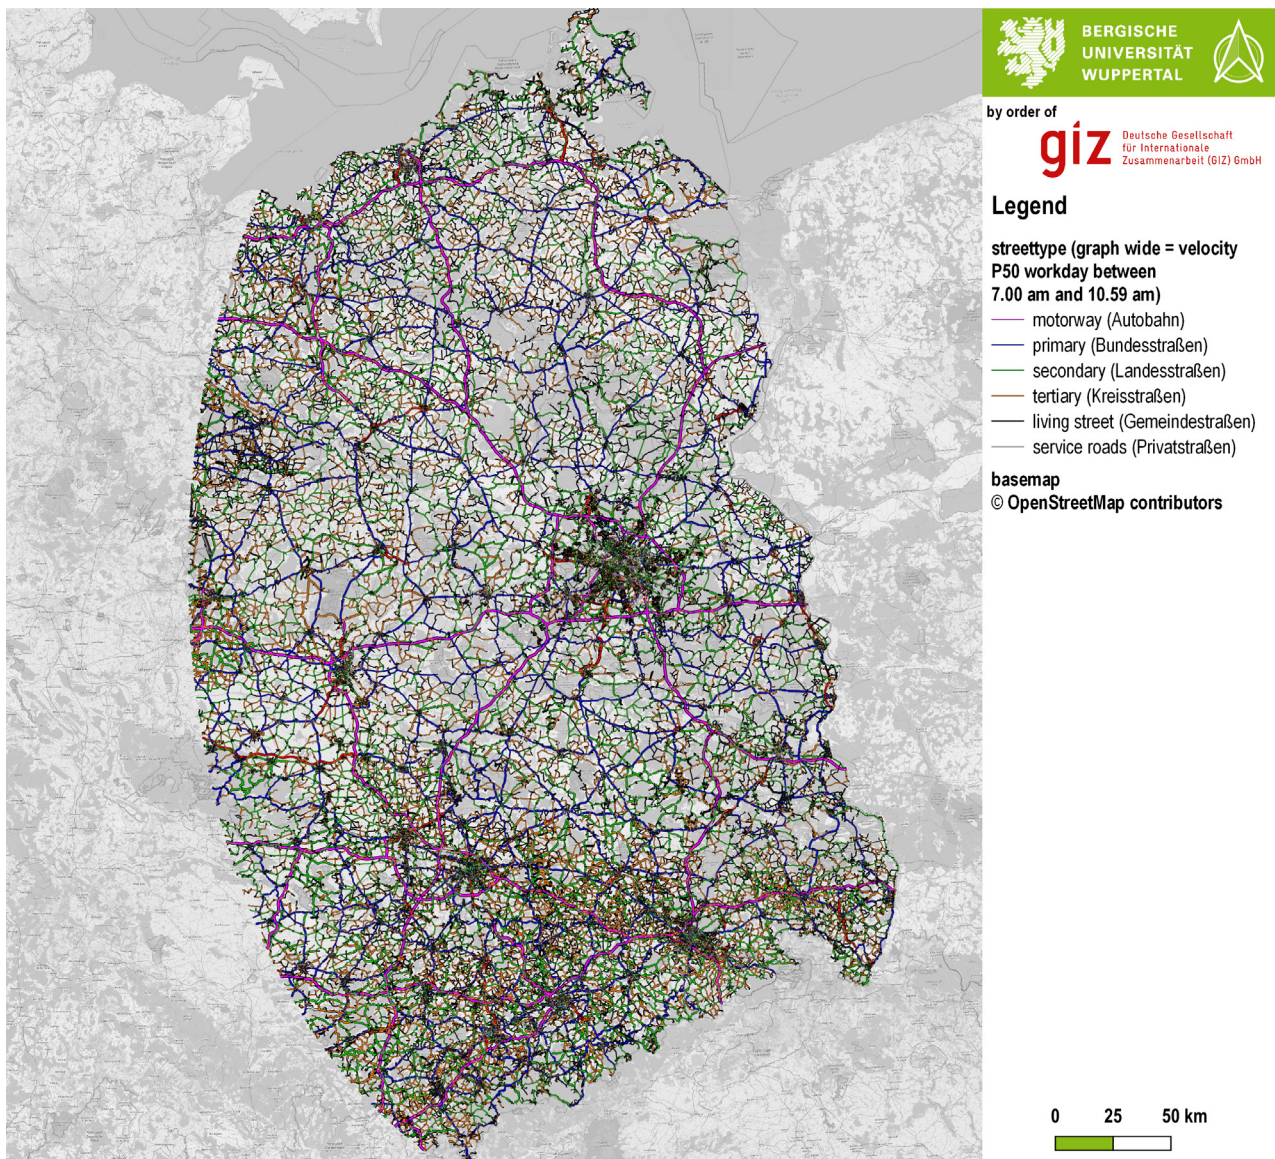 BERGISCHE
UNIVERSITÄT
WUPPERTAL
by order of
giz
Deutsche Gesellschaft
für Internationale
Zusammenarbeit (GIZ) GmbH
Legend
streettype (graph wide = velocity
P50 workday between
7.00 am and 10.59 am)
motorway (Autobahn)
primary (Bundesstraßen)
secondary (Landesstraßen)
tertiary (Kreisstraßen)
living street (Gemeindestraßen)
service roads (Privatstraßen)
basemap
© OpenStreetMap contributors
0 25 50 km